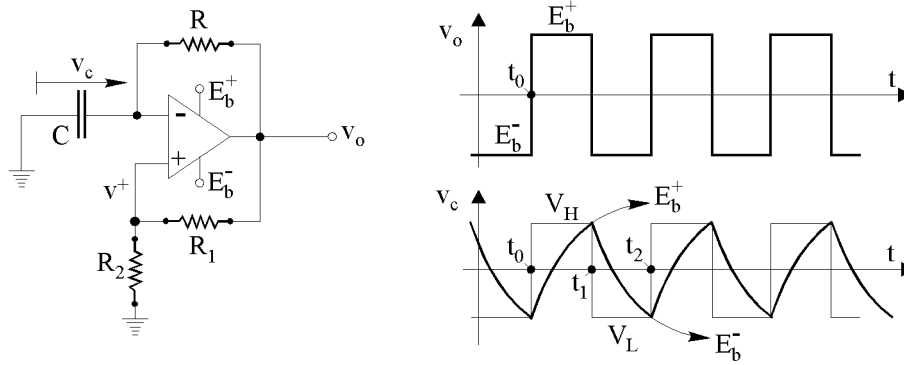 R
v_c
E_b^+
C
-
+
v_o
E_b^-
v^+
R_1
R_2
v_o
E_b^+
t_0
t
E_b^-
v_c
V_H
E_b^+
t_0
t_1
t_2
t
V_L
E_b^-